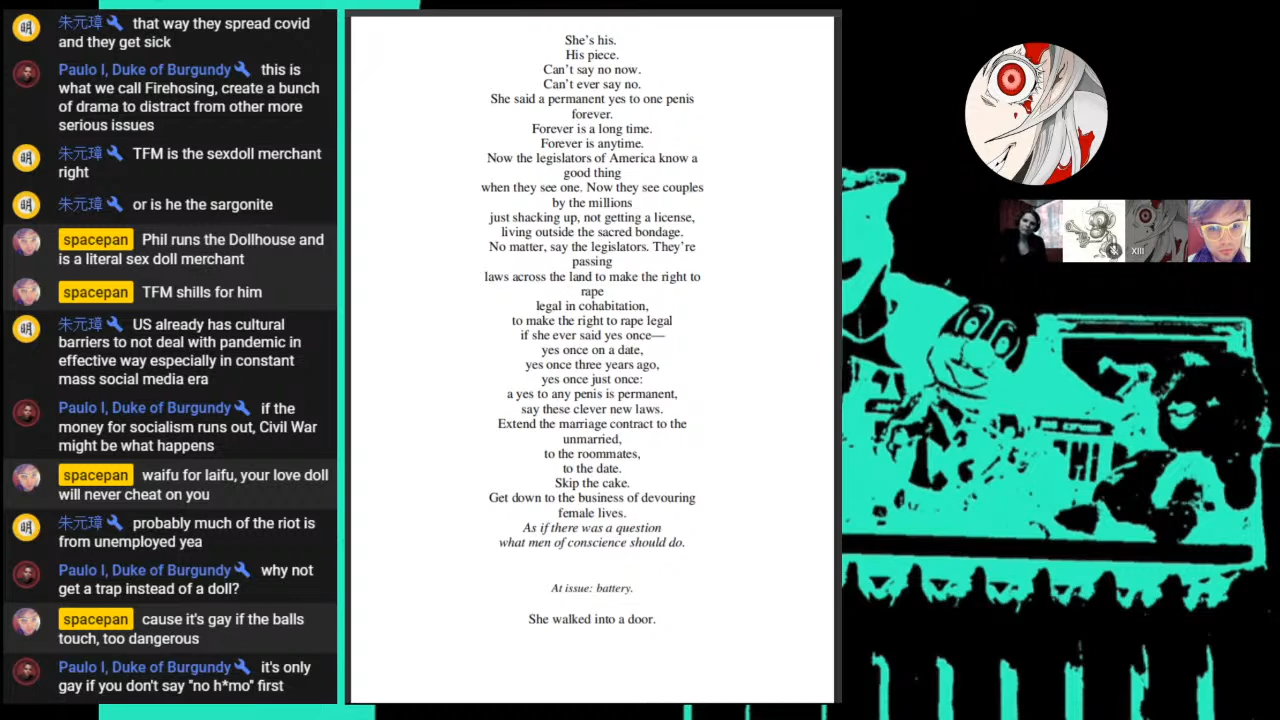 朱元璋 that way they spread covid
and they get sick
Paulo I, Duke of Burgundy this is
what we call Firehosing, create a bunch
of drama to distract from other more
serious issues
朱元璋 TFM is the sexdoll merchant
right
朱元璋 or is he the sargonite
spacepan Phil runs the Dollhouse and
is a literal sex doll merchant
spacepan TFM shills for him
朱元璋 US already has cultural
barriers to not deal with pandemic in
effective way especially in constant
mass social media era
Paulo I, Duke of Burgundy if the
money for socialism runs out, Civil War
might be what happens
spacepan waifu for laifu, your love doll
will never cheat on you
朱元璋 probably much of the riot is
from unemployed yea
Paulo I, Duke of Burgundy why not
get a trap instead of a doll?
spacepan cause it's gay if the balls
touch, too dangerous
Paulo I, Duke of Burgundy it's only
gay if you don't say "no h*mo" first
She's his.
His piece.
Can't say no now.
Can't ever say no.
She said a permanent yes to one penis
forever.
Forever is a long time.
Forever is anytime.
Now the legislators of America know a
good thing
when they see one. Now they see couples
by the millions
just shacking up, not getting a license,
living outside the sacred bondage.
No matter, say the legislators. They're
passing
laws across the land to make the right to
rape
legal in cohabitation,
to make the right to rape legal
if she ever said yes once—
yes once on a date,
yes once three years ago,
yes once just once:
a yes to any penis is permanent,
say these clever new laws.
Extend the marriage contract to the
unmarried,
to the roommates,
to the date.
Skip the cake.
Get down to the business of devouring
female lives.
As if there was a question
what men of conscience should do.
At issue: battery.
She walked into a door.
XIII
明
明
明
明
明